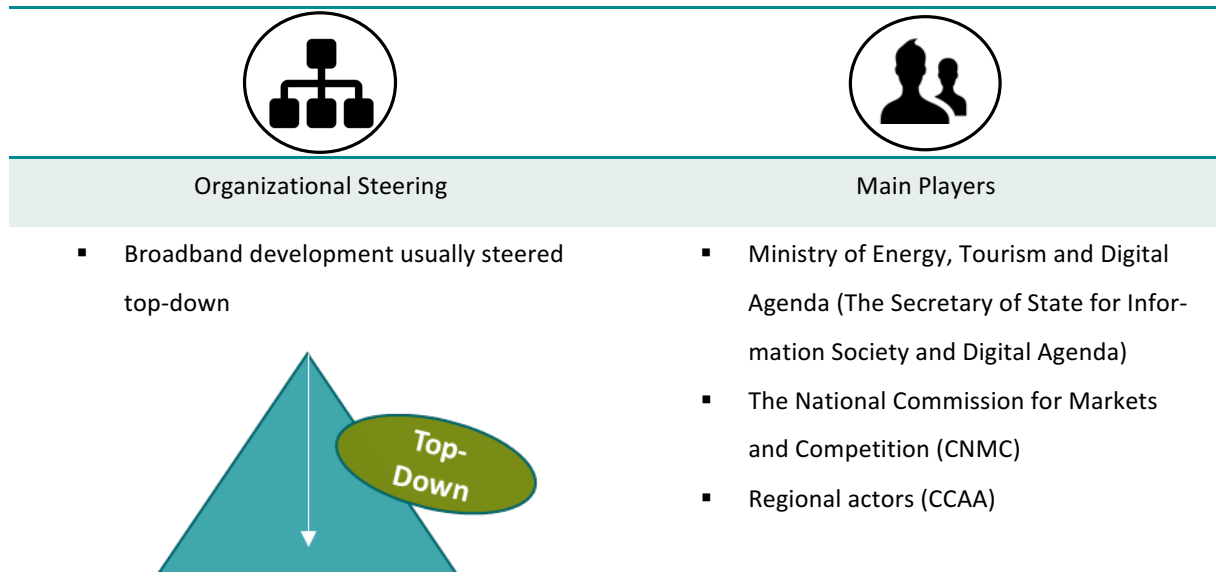 Organizational Steering
Main Players
▪ Broadband development usually steered
top-down
Top-
Down
▪ Ministry of Energy, Tourism and Digital
Agenda (The Secretary of State for Infor-
mation Society and Digital Agenda)
▪ The National Commission for Markets
and Competition (CNMC)
▪ Regional actors (CCAA)